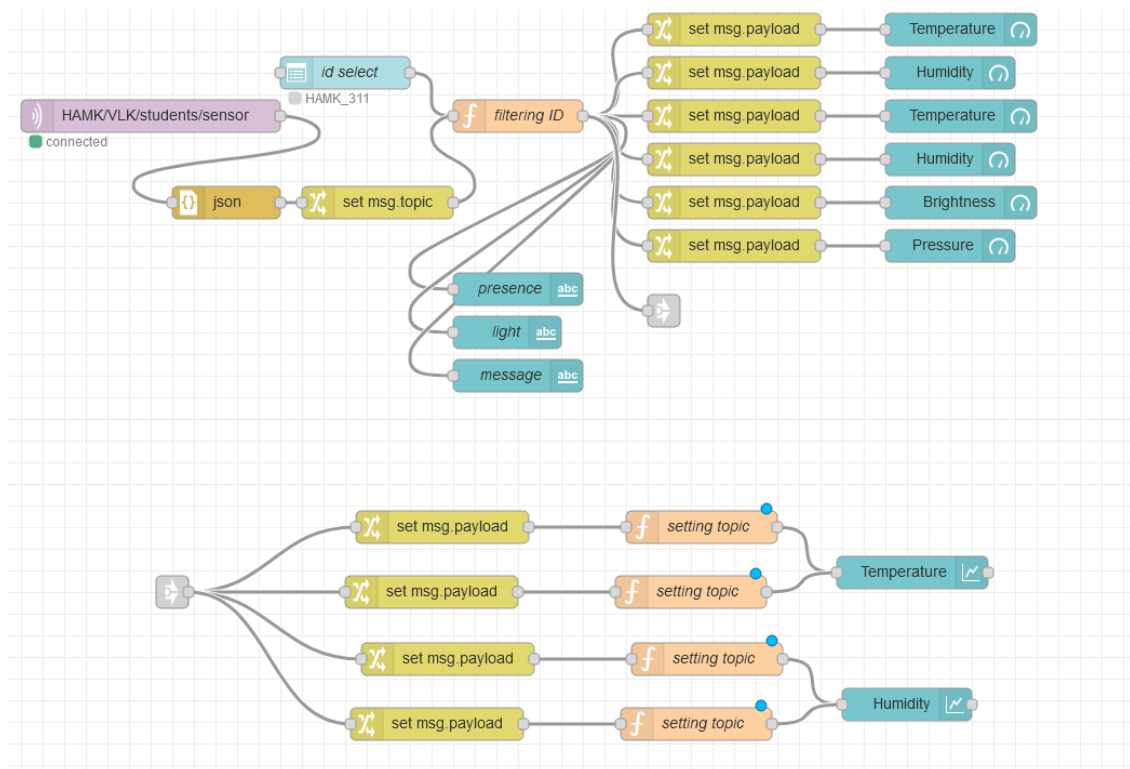 set msg.payload
Temperature
id select
HAMK_311
set msg.payload
Humidity
HAMK/VLK/students/sensor
connected
filtering ID
set msg.payload
Temperature
set msg.payload
Humidity
json
set msg.topic
set msg.payload
Brightness
set msg.payload
Pressure
presence
abc
light
abc
message
abc
set msg.payload
setting topic
Temperature
set msg.payload
setting topic
set msg.payload
setting topic
Humidity
set msg.payload
setting topic